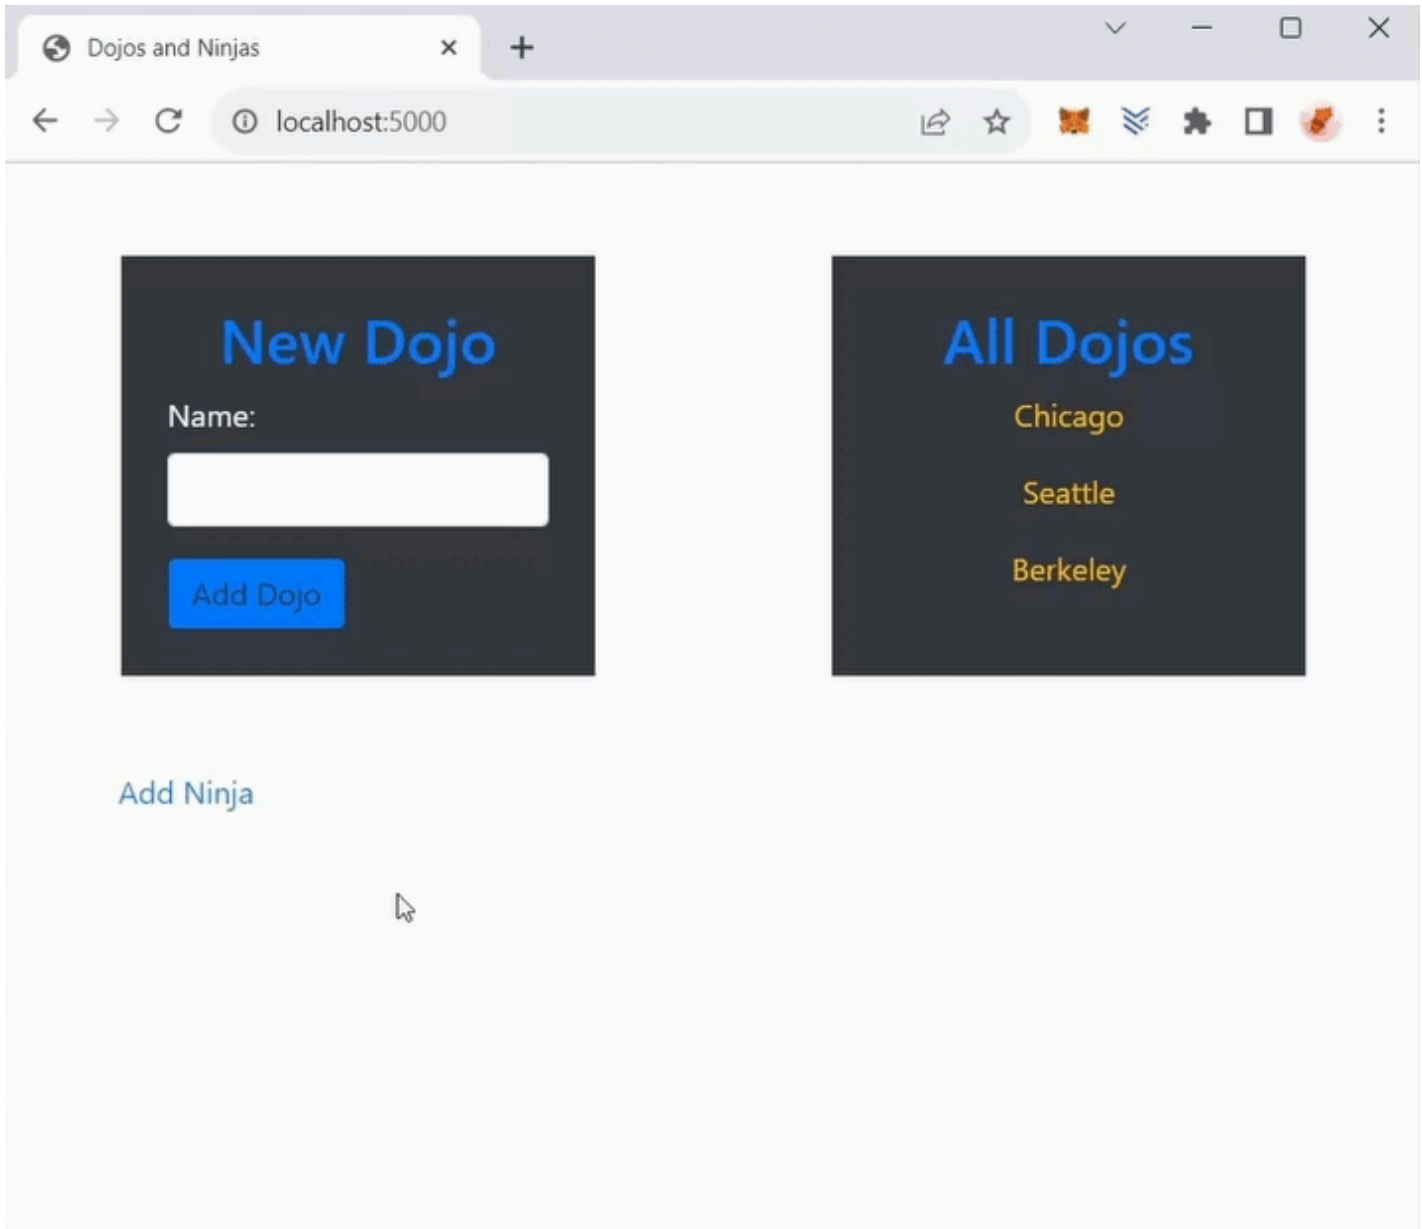 Dojos and Ninjas
localhost:5000
New Dojo
Name:
Add Dojo
All Dojos
Chicago
Seattle
Berkeley
Add Ninja